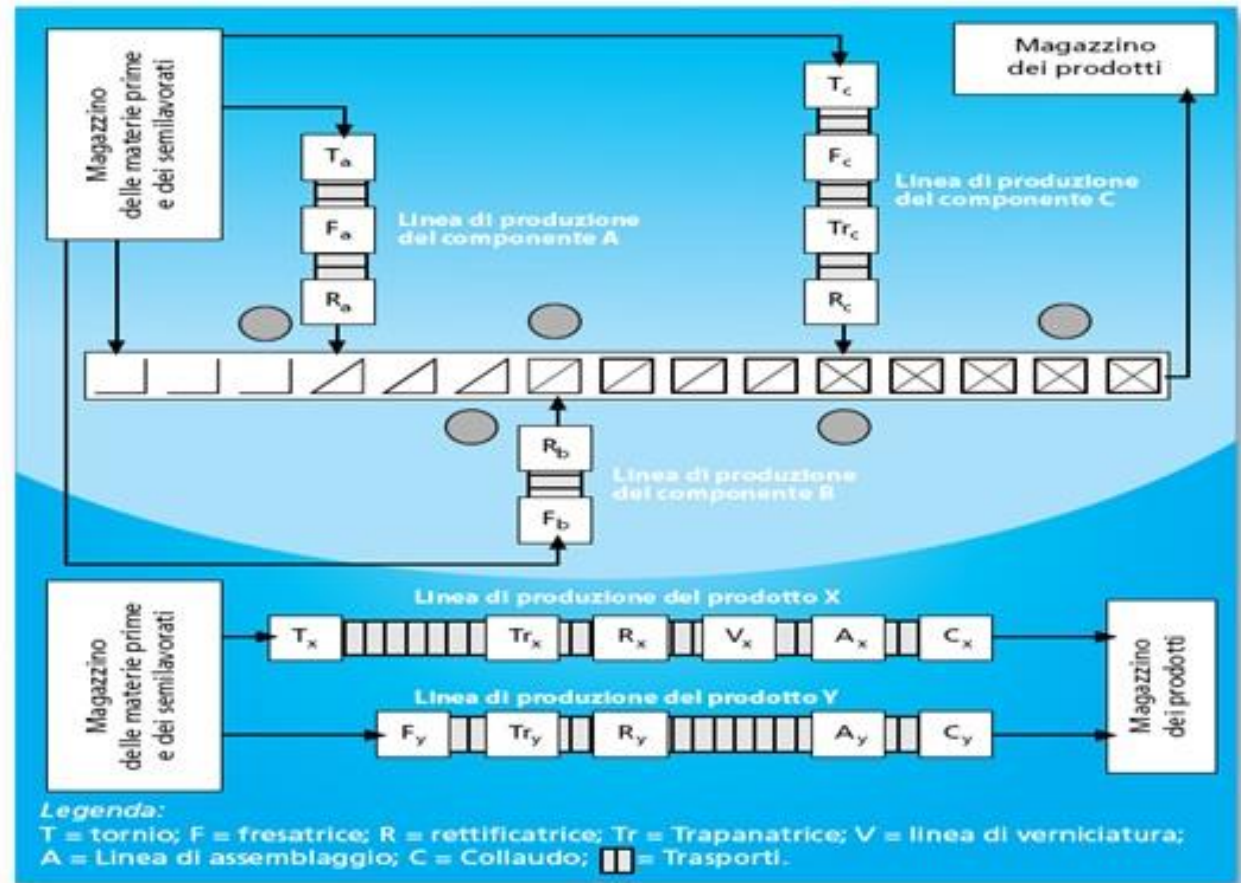 Magazzino
delle materie prime
e dei semilavorati
Magazzino
dei prodotti
Tc
Fc
Trc
Rc
Linea di produzione
del componente C
Ta
Fa
Ra
Linea di produzione
del componente A
Rb
Fb
Linea di produzione
del componente B
Magazzino
delle materie prime
e dei semilavorati
Linea di produzione del prodotto X
Tx Trx Rx Vx Ax Cx
Linea di produzione del prodotto Y
Fy Try Ry Ay Cy
Magazzino
dei prodotti
Legenda:
T = tornio; F = fresatrice; R = rettificatrice; Tr = Trapanatrice; V = linea di verniciatura;
A = Linea di assemblaggio; C = Collaudo; = Trasporti.